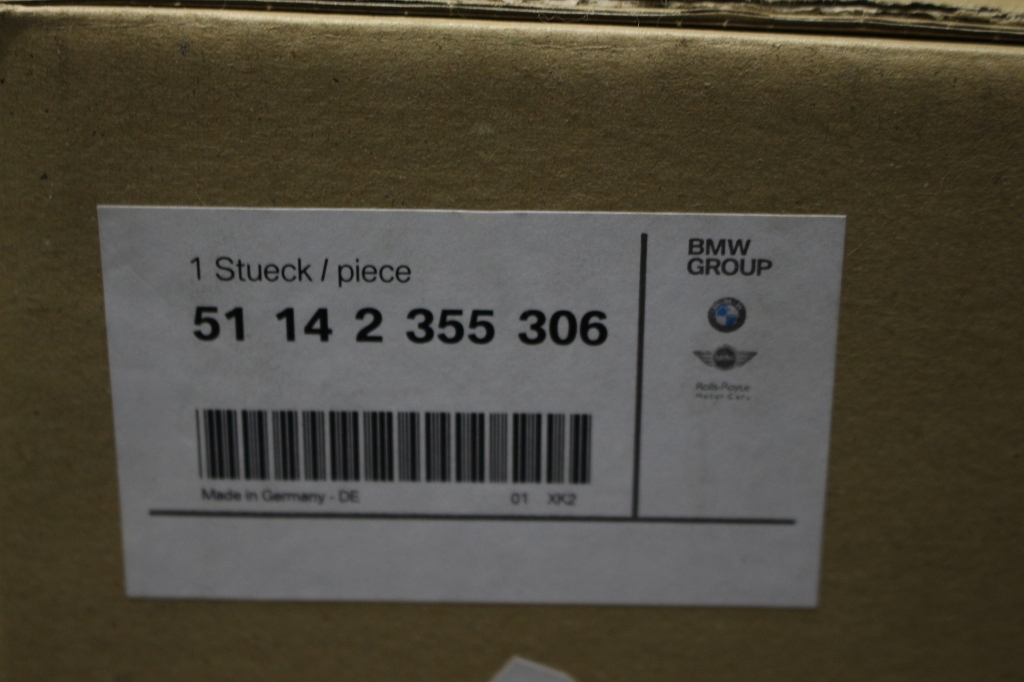 1 Stueck / piece
51 14 2 355 306
Made in Germany - DE 01 XK2
BMW
GROUP
Rolls-Royce
Motor Cars